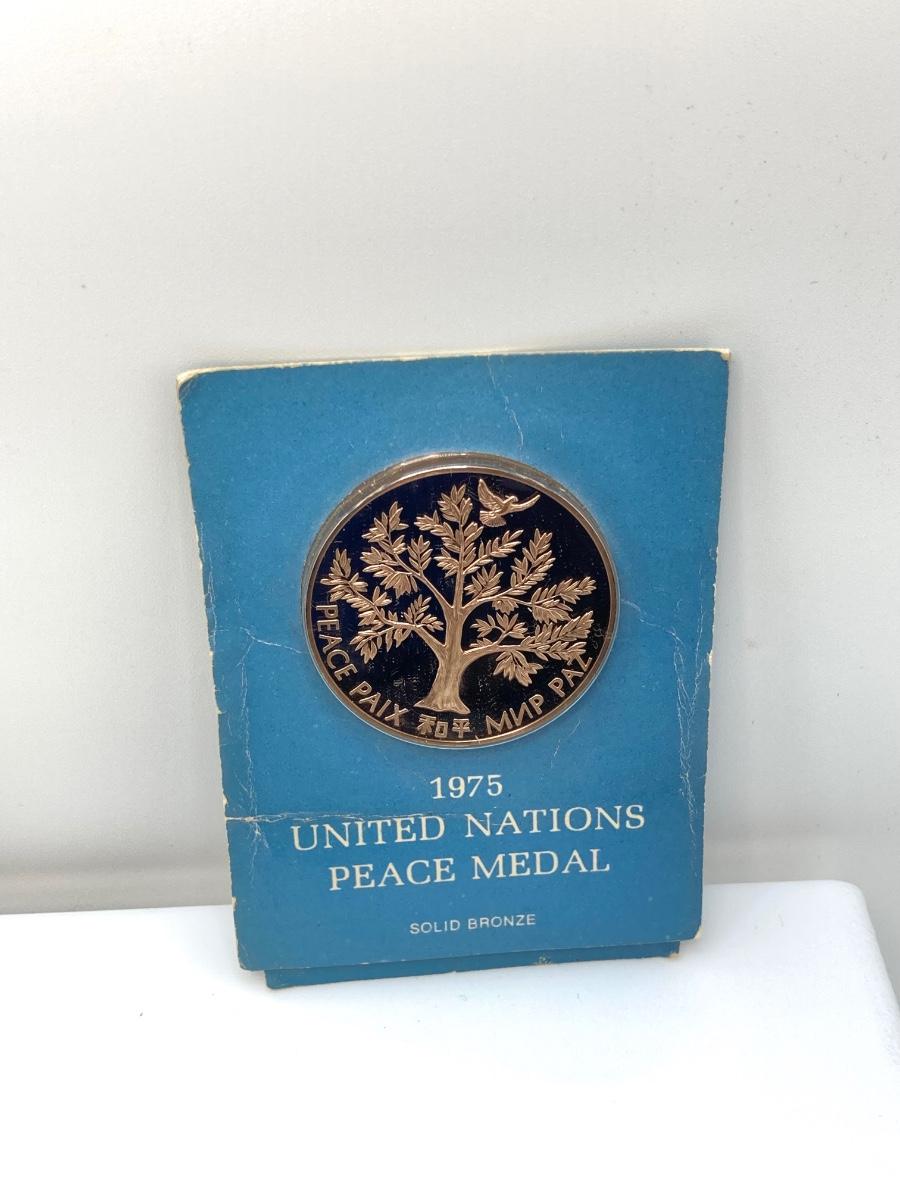 PEACE PAIX 和平 МИР PAZ
1975
UNITED NATIONS
PEACE MEDAL
SOLID BRONZE